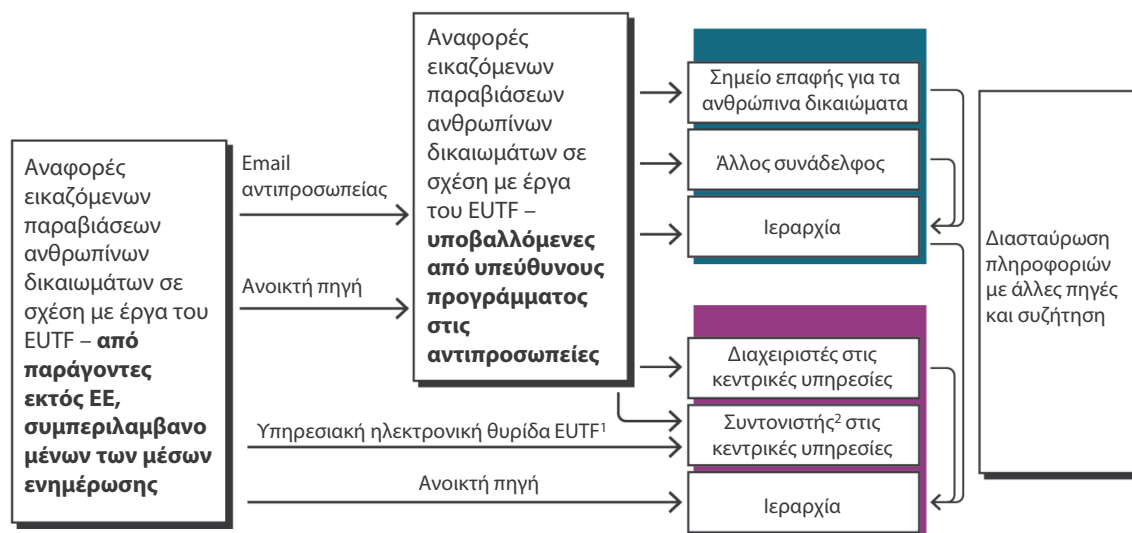 Αναφορές
εικαζόμενων
παραβιάσεων
ανθρωπίνων
δικαιωμάτων σε
σχέση με έργα του
EUTF – από
παράγοντες
εκτός ΕΕ,
συμπεριλαμβανο
μένων των μέσων
ενημέρωσης
Email
αντιπροσωπείας
Ανοικτή πηγή
Αναφορές
εικαζόμενων
παραβιάσεων
ανθρωπίνων
δικαιωμάτων σε
σχέση με έργα
του EUTF –
υποβαλλόμενες
από υπεύθυνους
προγράμματος
στις
αντιπροσωπείες
Υπηρεσιακή ηλεκτρονική θυρίδα EUTF¹
Ανοικτή πηγή
Σημείο επαφής για τα
ανθρώπινα δικαιώματα
Άλλος συνάδελφος
Ιεραρχία
Διαχειριστές στις
κεντρικές υπηρεσίες
Συντονιστής² στις
κεντρικές υπηρεσίες
Ιεραρχία
Διασταύρωση
πληροφοριών
με άλλες πηγές
και συζήτηση